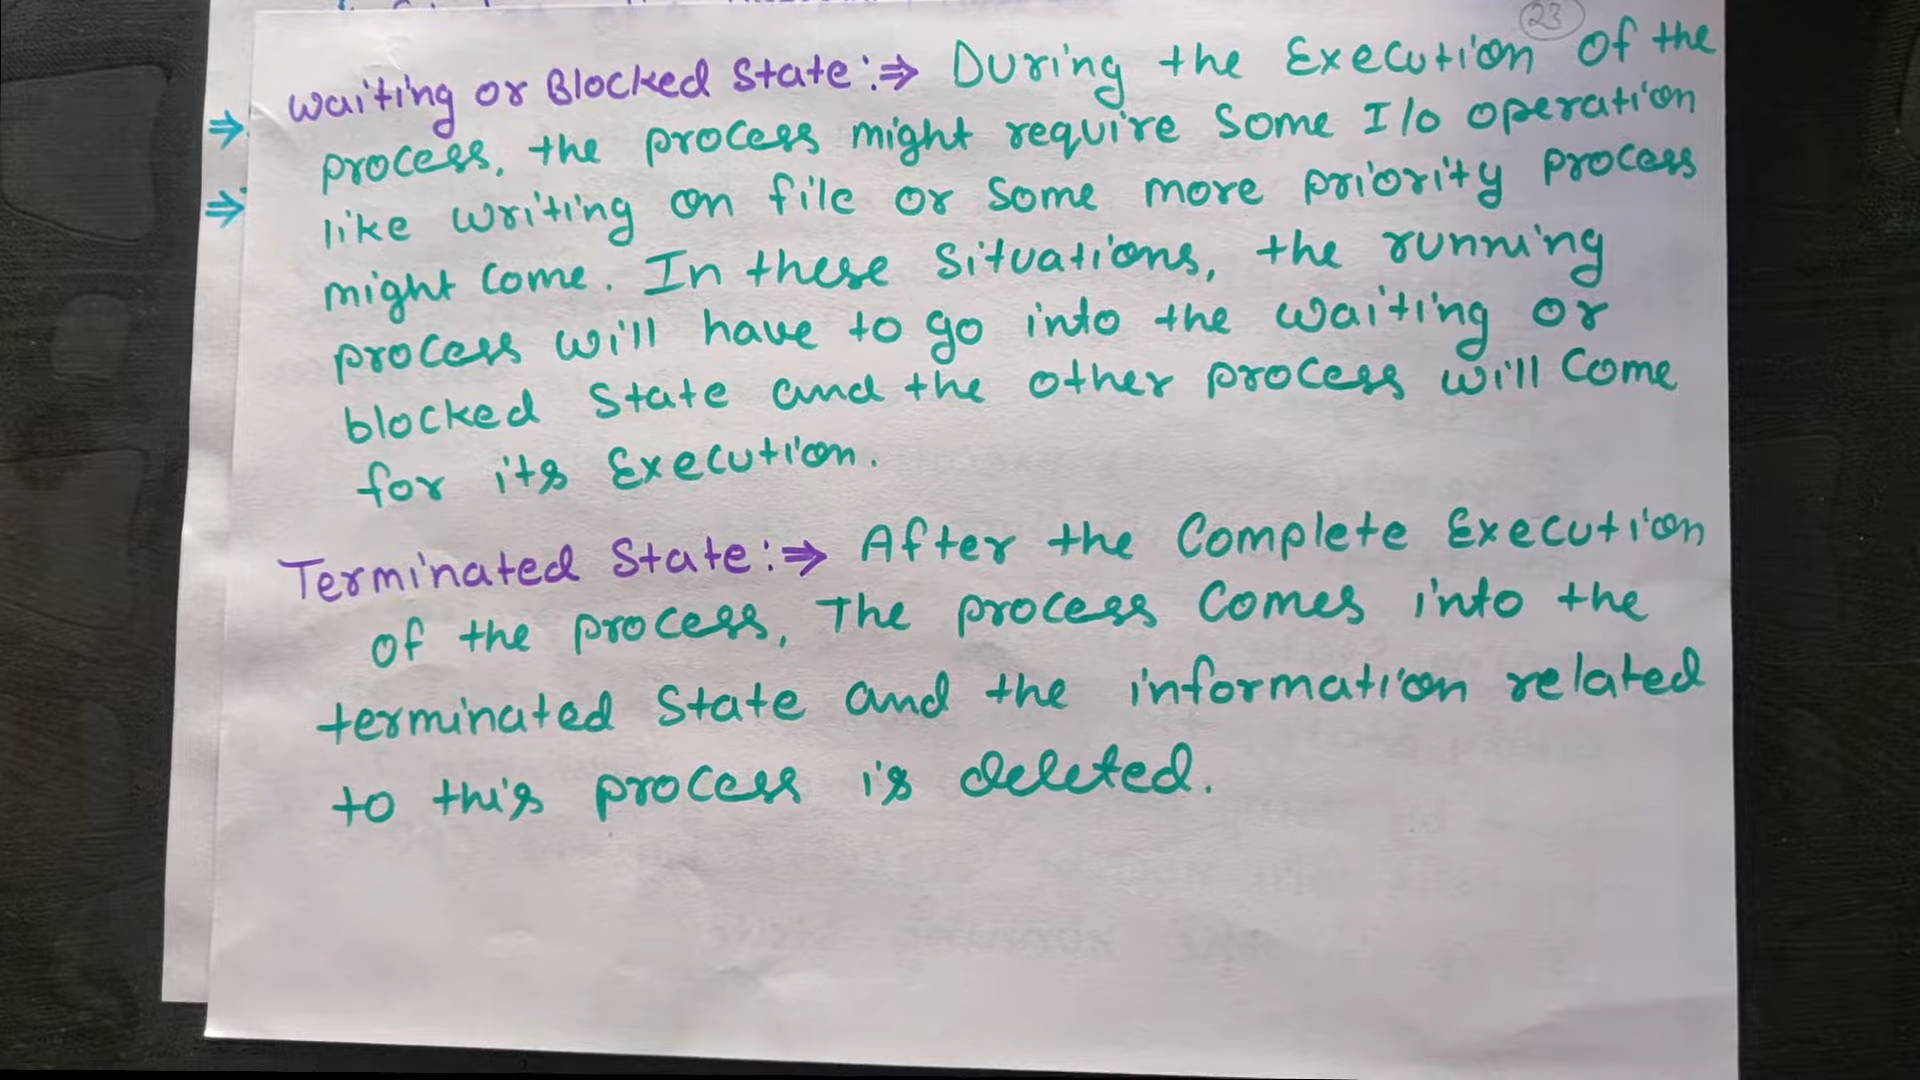 23
Waiting or Blocked State :⇒ During the Execution of the
process, the process might require some I/o operation
like writing on file or some more priority process
might come. In these situations, the running
process will have to go into the waiting or
blocked state and the other process will come
for its Execution.
Terminated State :⇒ After the Complete Execution
of the process, The process comes into the
terminated state and the information related
to this process is deleted.